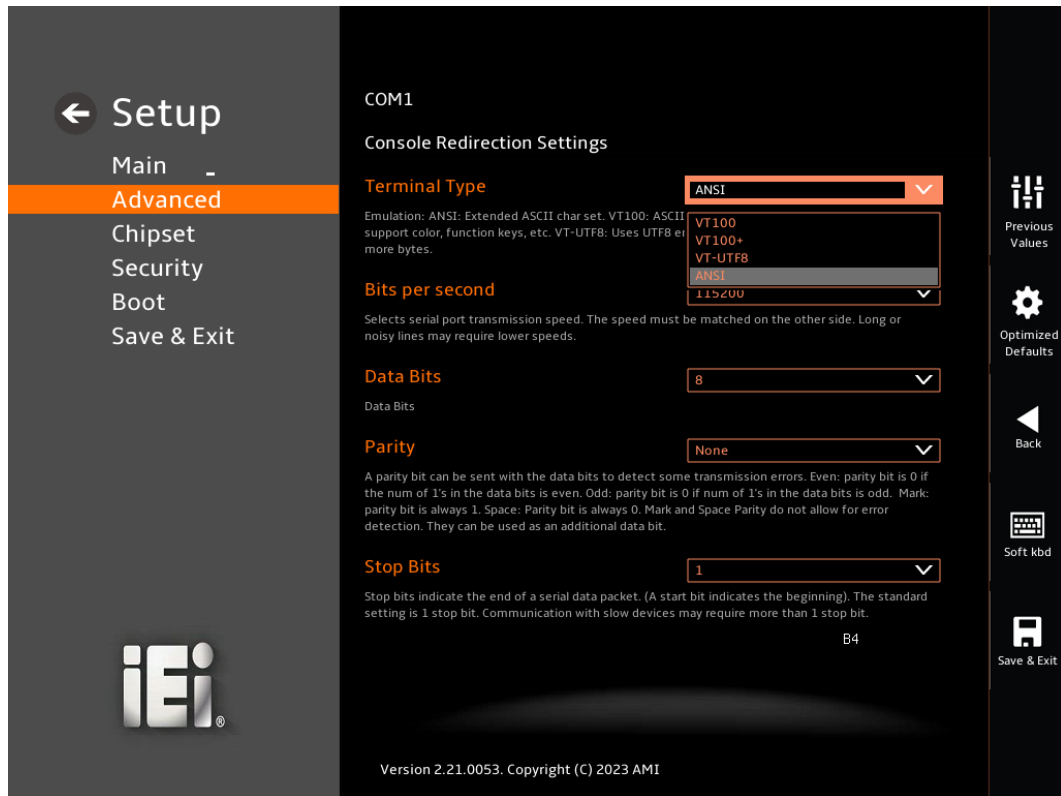 Setup
Main
Advanced
Chipset
Security
Boot
Save & Exit
iEi®
COM1
Console Redirection Settings
Terminal Type
ANSI
Emulation: ANSI: Extended ASCII char set. VT100: ASCII
support color, function keys, etc. VT-UTF8: Uses UTF8
more bytes.
VT100
VT100+
VT-UTF8
ANSI
Bits per second
115200
Selects serial port transmission speed. The speed must be matched on the other side. Long or
noisy lines may require lower speeds.
Data Bits
8
Data Bits
Parity
None
A parity bit can be sent with the data bits to detect some transmission errors. Even: parity bit is 0 if
the num of 1's in the data bits is even. Odd: parity bit is 0 if num of 1's in the data bits is odd. Mark:
parity bit is always 1. Space: Parity bit is always 0. Mark and Space Parity do not allow for error
detection. They can be used as an additional data bit.
Stop Bits
1
Stop bits indicate the end of a serial data packet. (A start bit indicates the beginning). The standard
setting is 1 stop bit. Communication with slow devices may require more than 1 stop bit.
B4
Version 2.21.0053. Copyright (C) 2023 AMI
Previous
Values
Optimized
Defaults
Back
Soft kbd
Save & Exit